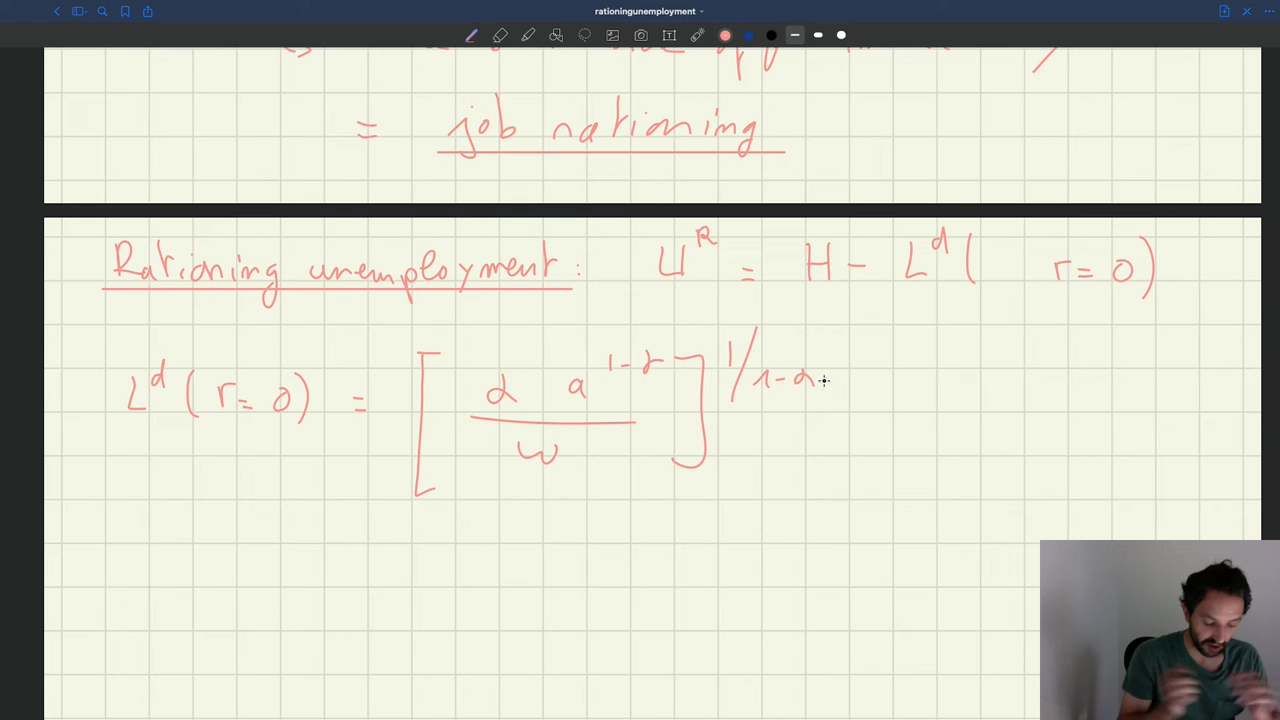 rationingunemployment
= job rationing
Rationing unemployment : U^R = H - L^d ( r = 0 )
L^d ( r = 0 ) = [ α a^{1-γ} / w ]^{1/1-α}